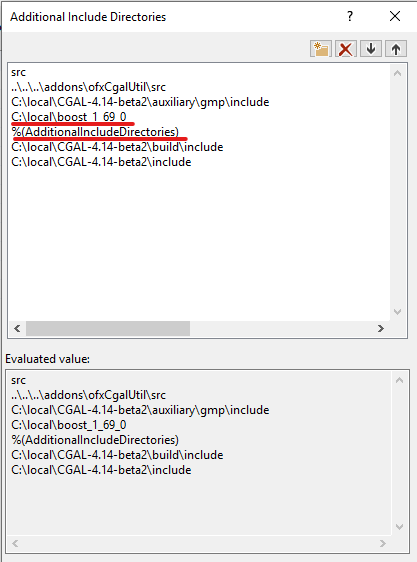 Additional Include Directories
src
..\..\..\addons\ofxCgalUtil\src
C:\local\CGAL-4.14-beta2\auxiliary\gmp\include
C:\local\boost_1_69_0
%(AdditionalIncludeDirectories)
C:\local\CGAL-4.14-beta2\build\include
C:\local\CGAL-4.14-beta2\include
Evaluated value:
src
..\..\..\addons\ofxCgalUtil\src
C:\local\CGAL-4.14-beta2\auxiliary\gmp\include
C:\local\boost_1_69_0
%(AdditionalIncludeDirectories)
C:\local\CGAL-4.14-beta2\build\include
C:\local\CGAL-4.14-beta2\include